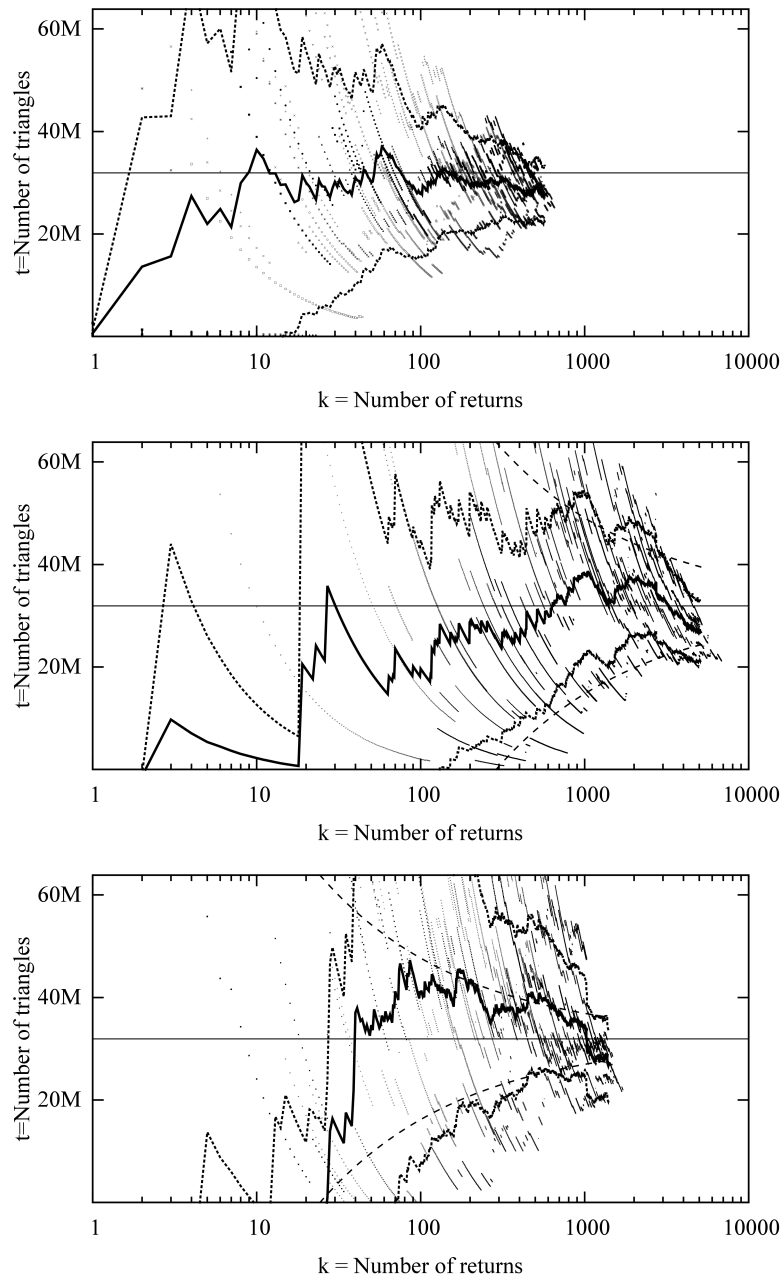 60M
40M
20M
t=Number of triangles
1 10 100 1000 10000
k = Number of returns
60M
40M
20M
t=Number of triangles
1 10 100 1000 10000
k = Number of returns
60M
40M
20M
t=Number of triangles
1 10 100 1000 10000
k = Number of returns